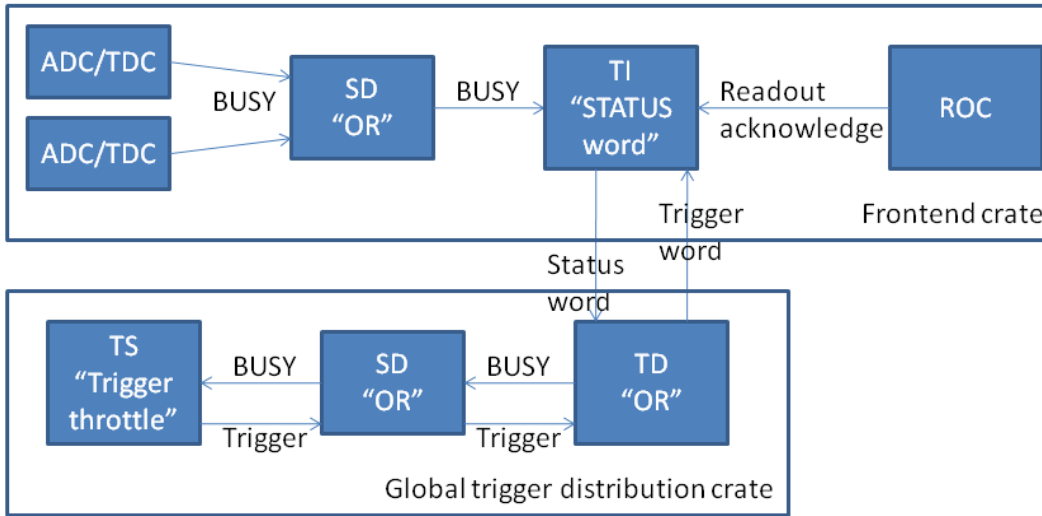 ADC/TDC
BUSY
ADC/TDC
SD
“OR”
BUSY
TI
“STATUS
word”
Readout
acknowledge
ROC
Frontend crate
Trigger
word
Status
word
TS
“Trigger
throttle”
BUSY
Trigger
SD
“OR”
BUSY
Trigger
TD
“OR”
Global trigger distribution crate